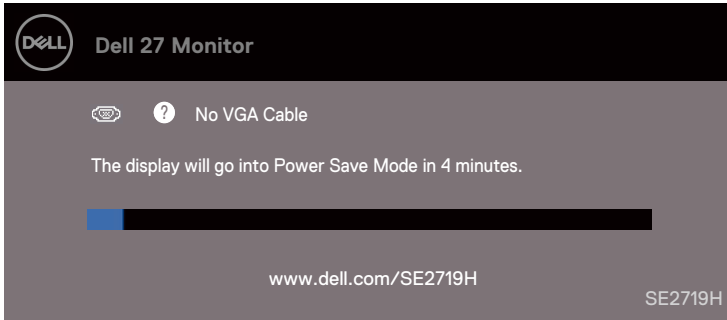 DELL
Dell 27 Monitor
? No VGA Cable
The display will go into Power Save Mode in 4 minutes.
www.dell.com/SE2719H
SE2719H